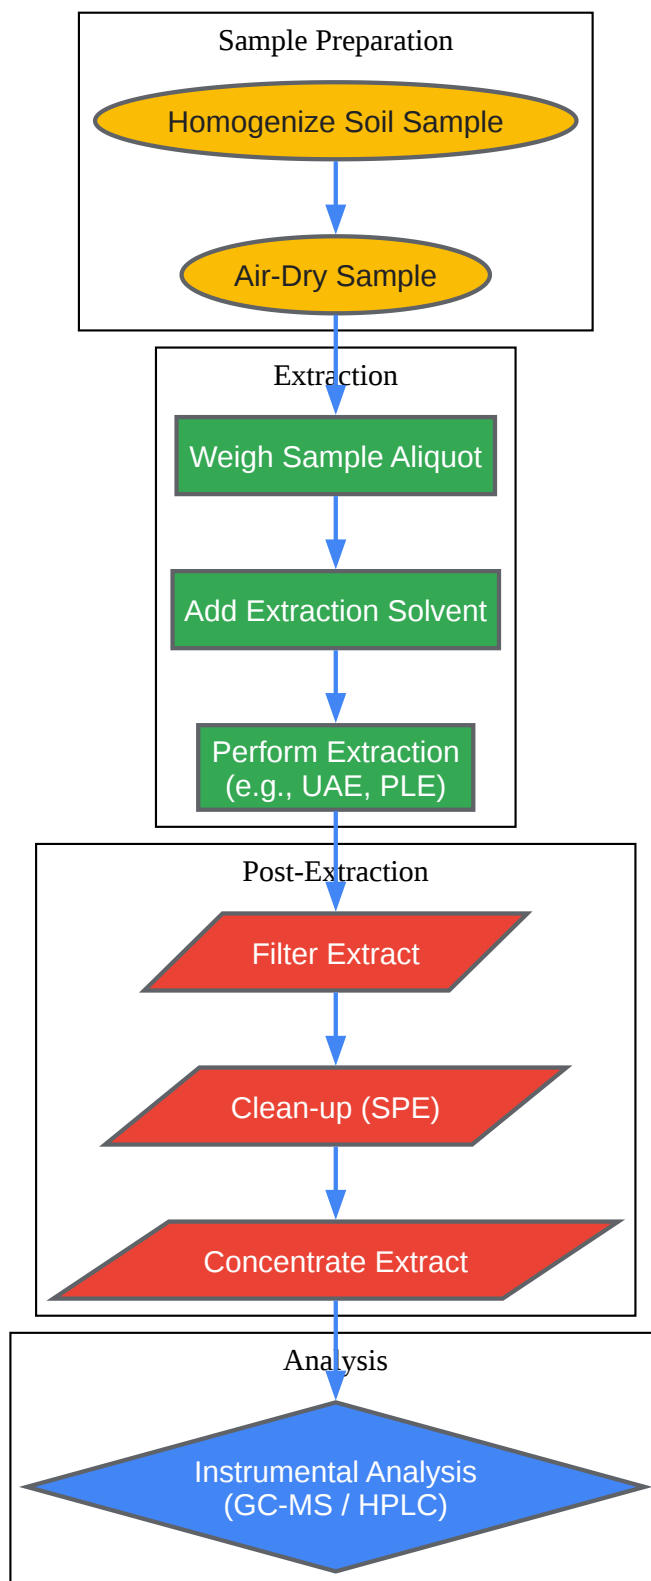 Sample Preparation
Homogenize Soil Sample
Air-Dry Sample
Extraction
Weigh Sample Aliquot
Add Extraction Solvent
Perform Extraction
(e.g., UAE, PLE)
Post-Extraction
Filter Extract
Clean-up (SPE)
Concentrate Extract
Analysis
Instrumental Analysis
(GC-MS / HPLC)